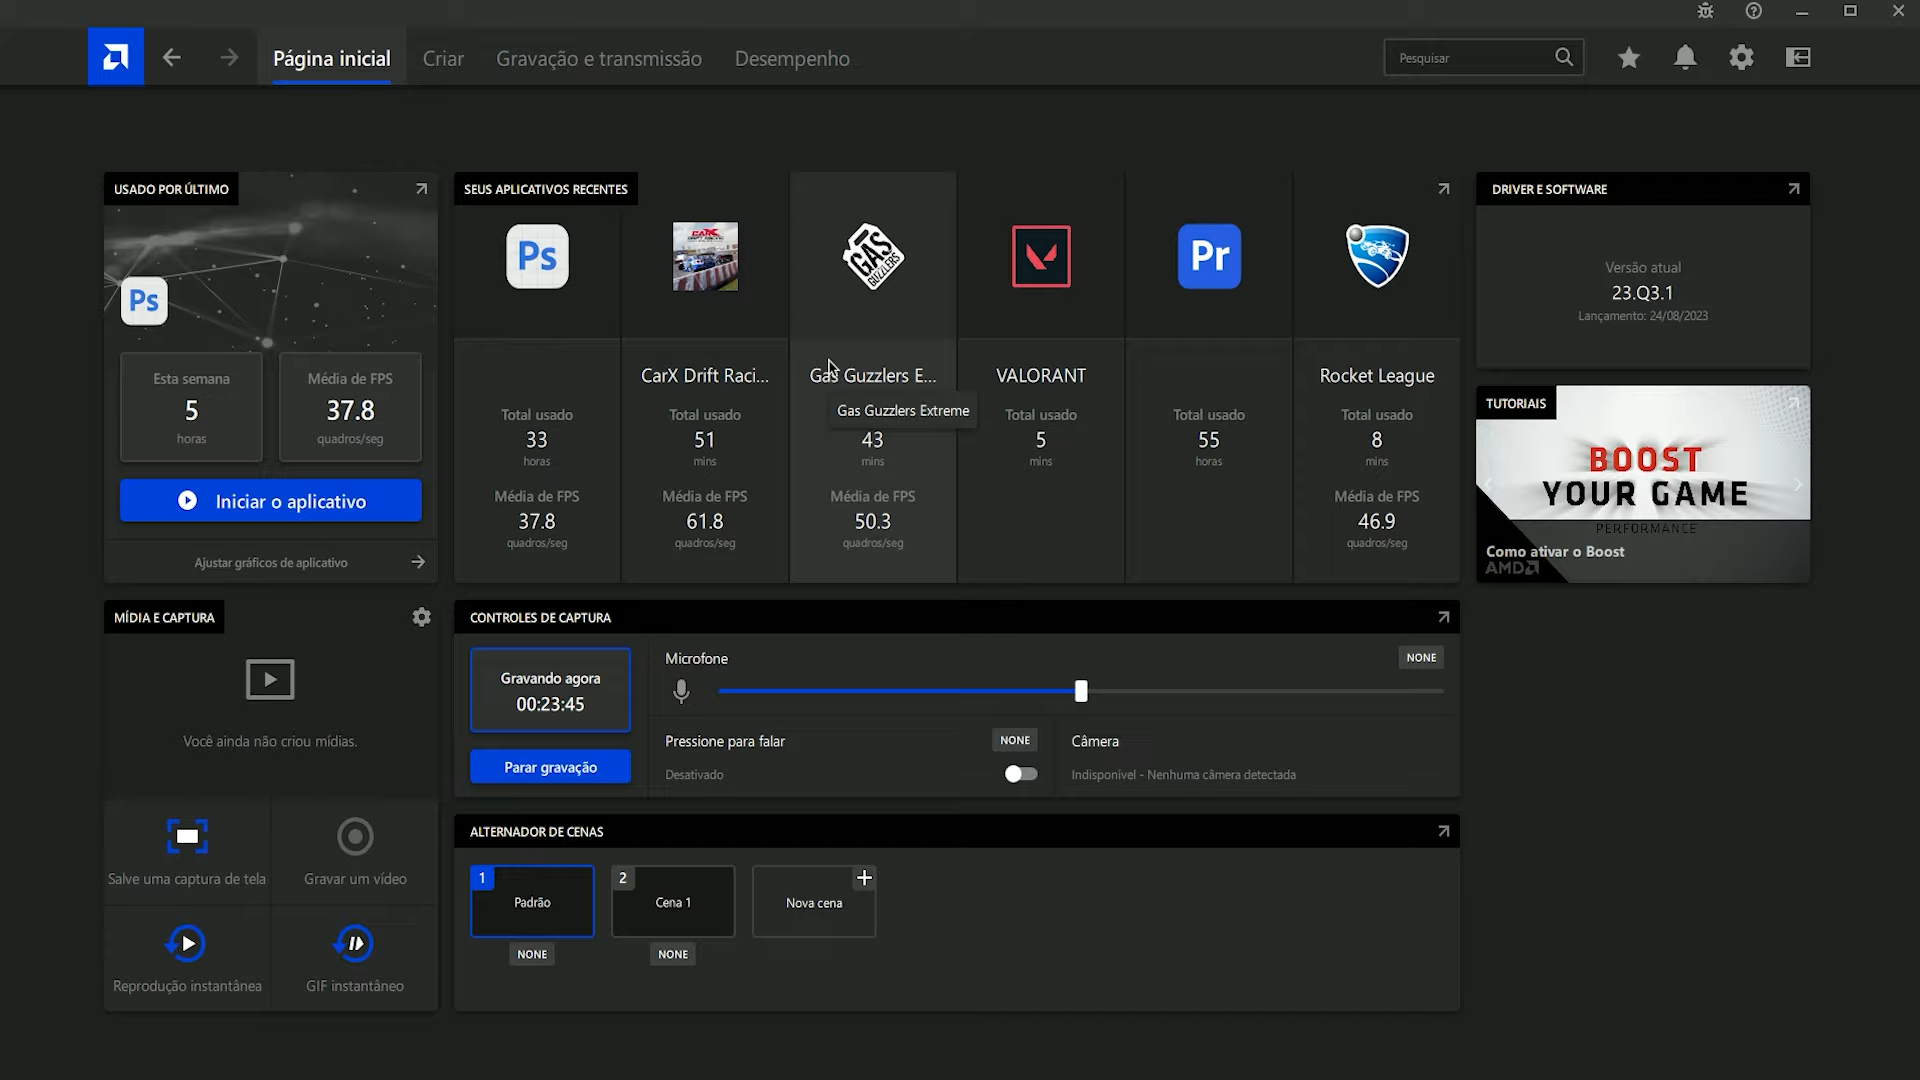 Página inicial
Criar
Gravação e transmissão
Desempenho
Pesquisar
USADO POR ÚLTIMO
Ps
Esta semana
5
horas
Média de FPS
37.8
quadros/seg
Iniciar o aplicativo
Ajustar gráficos de aplicativo
SEUS APLICATIVOS RECENTES
Ps
Total usado
33
horas
Média de FPS
37.8
quadros/seg
CarX Drift Raci...
Total usado
51
mins
Média de FPS
61.8
quadros/seg
GAS
GUZZLERS
Gas Guzzlers E...
Gas Guzzlers Extreme
43
mins
Média de FPS
50.3
quadros/seg
VALORANT
Total usado
5
mins
Pr
Total usado
55
horas
Rocket League
Total usado
8
mins
Média de FPS
46.9
quadros/seg
DRIVER E SOFTWARE
Versão atual
23.Q3.1
Lançamento: 24/08/2023
TUTORIAIS
BOOST
YOUR GAME
PERFORMANCE
Como ativar o Boost
AMD
MÍDIA E CAPTURA
Você ainda não criou mídias.
Salve uma captura de tela
Gravar um vídeo
Reprodução instantânea
GIF instantâneo
CONTROLES DE CAPTURA
Gravando agora
00:23:45
Parar gravação
Microfone
NONE
Pressione para falar
NONE
Desativado
Câmera
Indisponível - Nenhuma câmera detectada
ALTERNADOR DE CENAS
1
Padrão
NONE
2
Cena 1
NONE
Nova cena